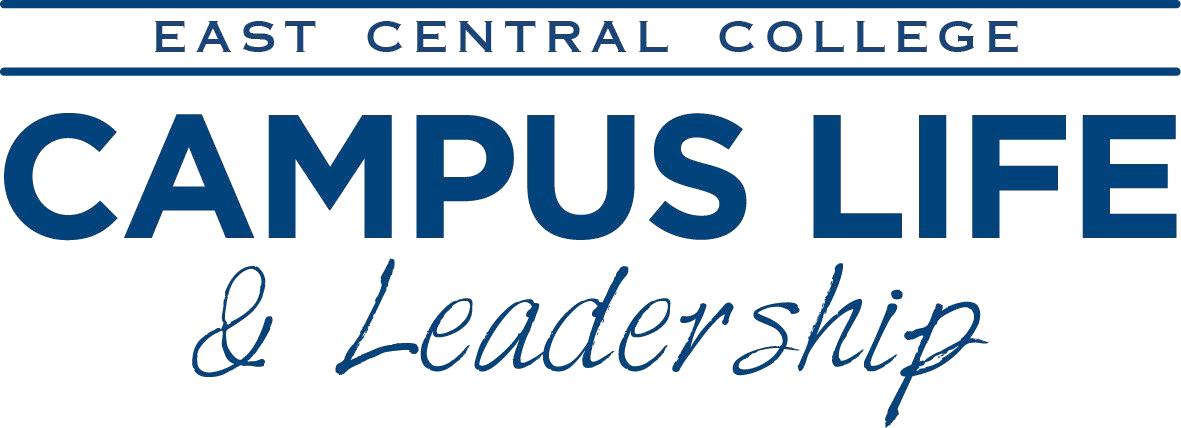 EAST CENTRAL COLLEGE
CAMPUS LIFE
& Leadership